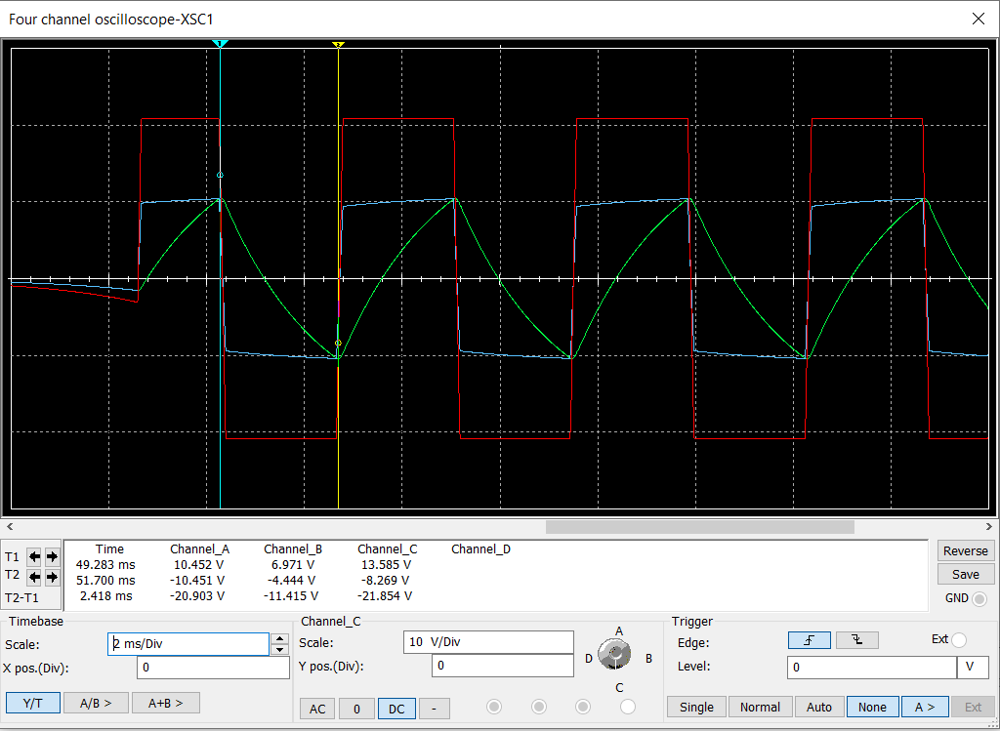 Four channel oscilloscope-XSC1
1 2
Time Channel_A Channel_B Channel_C Channel_D
T1 49.283 ms 10.452 V 6.971 V 13.585 V
T2 51.700 ms -10.451 V -4.444 V -8.269 V
T2-T1 2.418 ms -20.903 V -11.415 V -21.854 V
Reverse
Save
GND
Timebase
Scale: 2 ms/Div
X pos.(Div): 0
Y/T A/B > A+B >
Channel_C
Scale: 10 V/Div
Y pos.(Div): 0
AC 0 DC -
A
D B
C
Trigger
Edge: Ext
Level: 0 V
Single Normal Auto None A > Ext